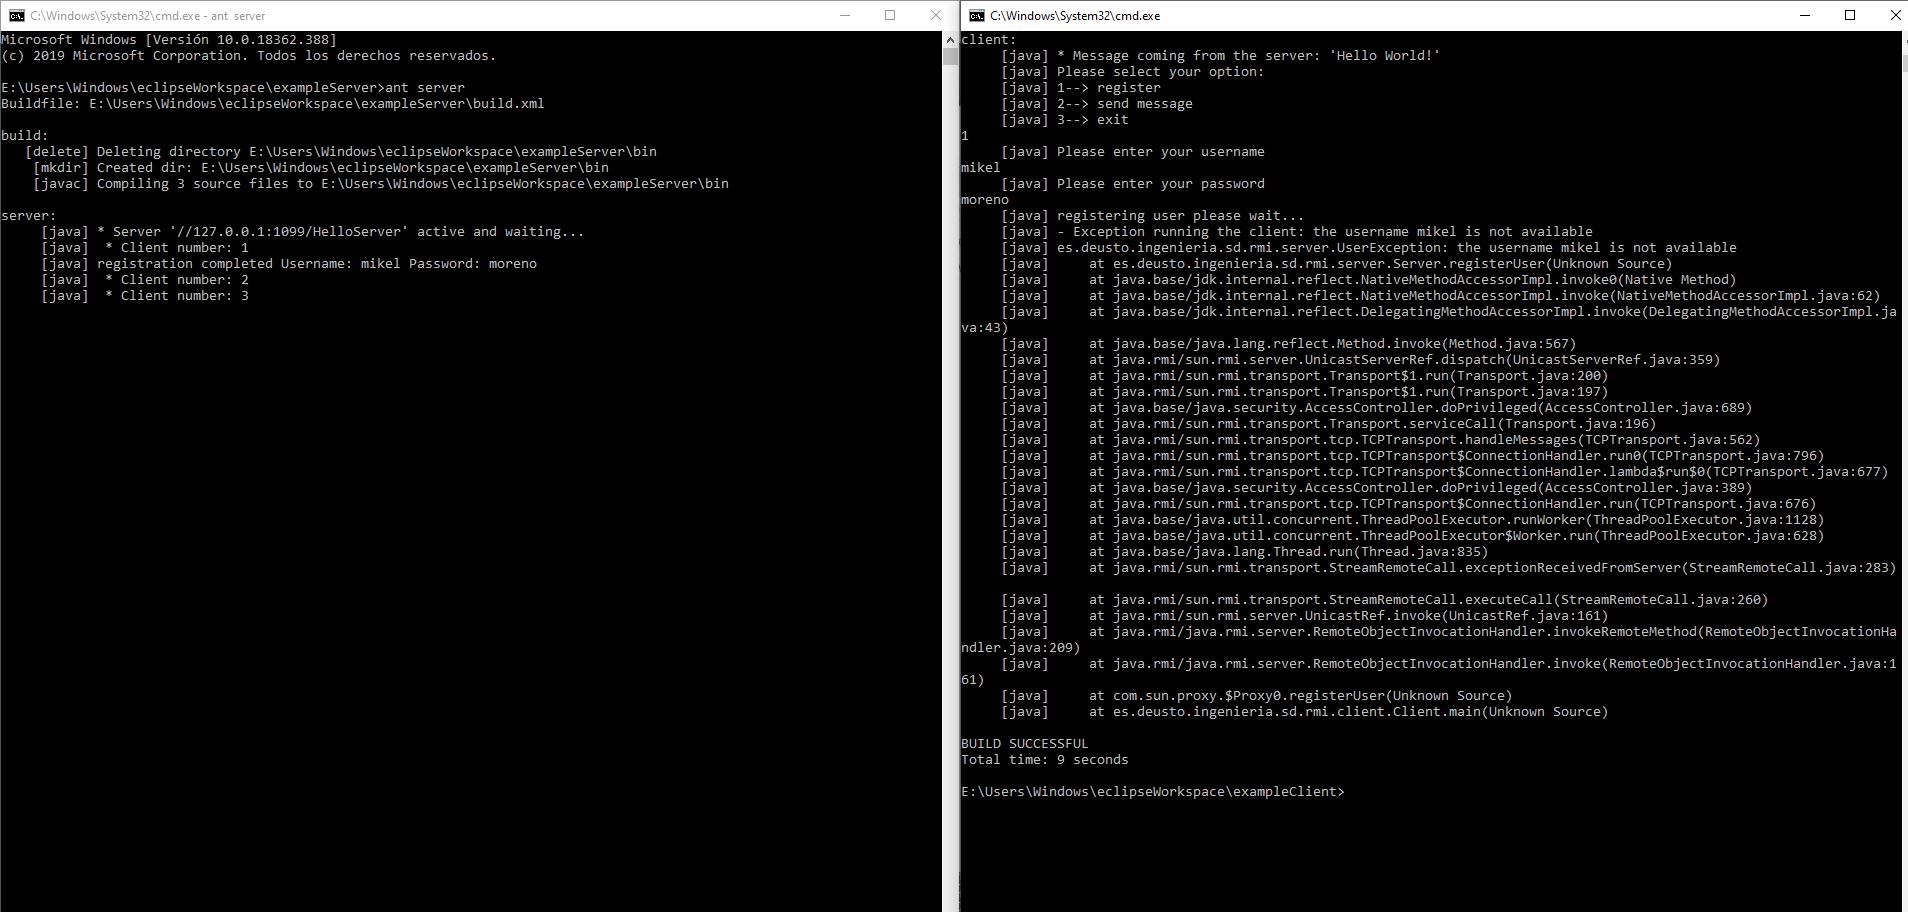 C:\Windows\System32\cmd.exe - ant server
Microsoft Windows [Versión 10.0.18362.388]
(c) 2019 Microsoft Corporation. Todos los derechos reservados.
E:\Users\Windows\eclipseWorkspace\exampleServer>ant server
Buildfile: E:\Users\Windows\eclipseWorkspace\exampleServer\build.xml
build:
[delete] Deleting directory E:\Users\Windows\eclipseWorkspace\exampleServer\bin
[mkdir] Created dir: E:\Users\Windows\eclipseWorkspace\exampleServer\bin
[javac] Compiling 3 source files to E:\Users\Windows\eclipseWorkspace\exampleServer\bin
server:
[java] * Server '//127.0.0.1:1099/HelloServer' active and waiting...
[java] * Client number: 1
[java] registration completed Username: mikel Password: moreno
[java] * Client number: 2
[java] * Client number: 3
C:\Windows\System32\cmd.exe
client:
[java] * Message coming from the server: 'Hello World!'
[java] Please select your option:
[java] 1--> register
[java] 2--> send message
[java] 3--> exit
1
[java] Please enter your username
mikel
[java] Please enter your password
moreno
[java] registering user please wait...
[java] - Exception running the client: the username mikel is not available
[java] es.deusto.ingenieria.sd.rmi.server.UserException: the username mikel is not available
[java] at es.deusto.ingenieria.sd.rmi.server.Server.registerUser(Unknown Source)
[java] at java.base/jdk.internal.reflect.NativeMethodAccessorImpl.invoke0(Native Method)
[java] at java.base/jdk.internal.reflect.NativeMethodAccessorImpl.invoke(NativeMethodAccessorImpl.java:62)
[java] at java.base/jdk.internal.reflect.DelegatingMethodAccessorImpl.invoke(DelegatingMethodAccessorImpl.ja
va:43)
[java] at java.base/java.lang.reflect.Method.invoke(Method.java:567)
[java] at java.rmi/sun.rmi.server.UnicastServerRef.dispatch(UnicastServerRef.java:359)
[java] at java.rmi/sun.rmi.transport.Transport$1.run(Transport.java:200)
[java] at java.rmi/sun.rmi.transport.Transport$1.run(Transport.java:197)
[java] at java.base/java.security.AccessController.doPrivileged(AccessController.java:689)
[java] at java.rmi/sun.rmi.transport.Transport.serviceCall(Transport.java:196)
[java] at java.rmi/sun.rmi.transport.tcp.TCPTransport.handleMessages(TCPTransport.java:562)
[java] at java.rmi/sun.rmi.transport.tcp.TCPTransport$ConnectionHandler.run0(TCPTransport.java:796)
[java] at java.rmi/sun.rmi.transport.tcp.TCPTransport$ConnectionHandler.lambda$run$0(TCPTransport.java:677)
[java] at java.base/java.security.AccessController.doPrivileged(AccessController.java:389)
[java] at java.rmi/sun.rmi.transport.tcp.TCPTransport$ConnectionHandler.run(TCPTransport.java:676)
[java] at java.base/java.util.concurrent.ThreadPoolExecutor.runWorker(ThreadPoolExecutor.java:1128)
[java] at java.base/java.util.concurrent.ThreadPoolExecutor$Worker.run(ThreadPoolExecutor.java:628)
[java] at java.base/java.lang.Thread.run(Thread.java:835)
[java] at java.rmi/sun.rmi.transport.StreamRemoteCall.exceptionReceivedFromServer(StreamRemoteCall.java:283)
[java] at java.rmi/sun.rmi.transport.StreamRemoteCall.executeCall(StreamRemoteCall.java:260)
[java] at java.rmi/sun.rmi.server.UnicastRef.invoke(UnicastRef.java:161)
[java] at java.rmi/java.rmi.server.RemoteObjectInvocationHandler.invokeRemoteMethod(RemoteObjectInvocationHa
ndler.java:209)
[java] at java.rmi/java.rmi.server.RemoteObjectInvocationHandler.invoke(RemoteObjectInvocationHandler.java:1
61)
[java] at com.sun.proxy.$Proxy0.registerUser(Unknown Source)
[java] at es.deusto.ingenieria.sd.rmi.client.Client.main(Unknown Source)
BUILD SUCCESSFUL
Total time: 9 seconds
E:\Users\Windows\eclipseWorkspace\exampleClient>